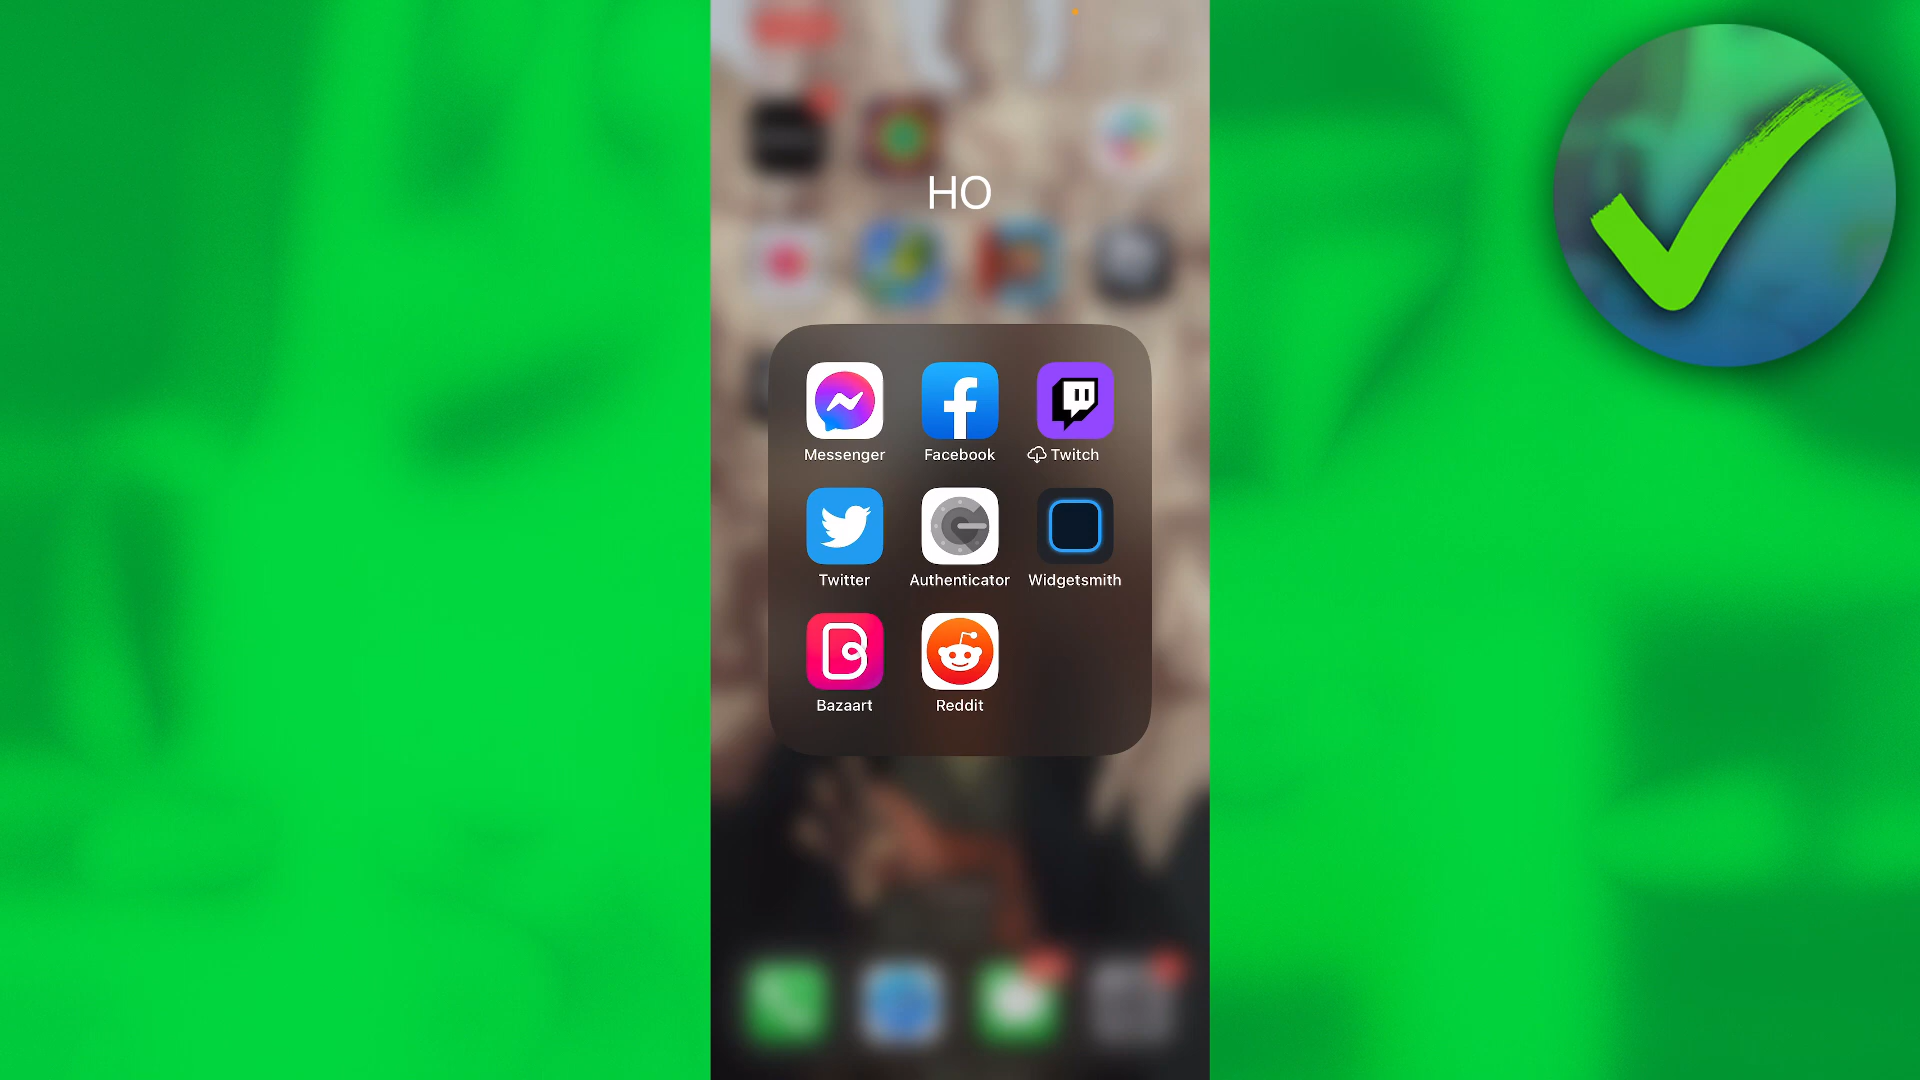 HO
Messenger
Facebook
Twitch
Twitter
Authenticator
Widgetsmith
Bazaart
Reddit